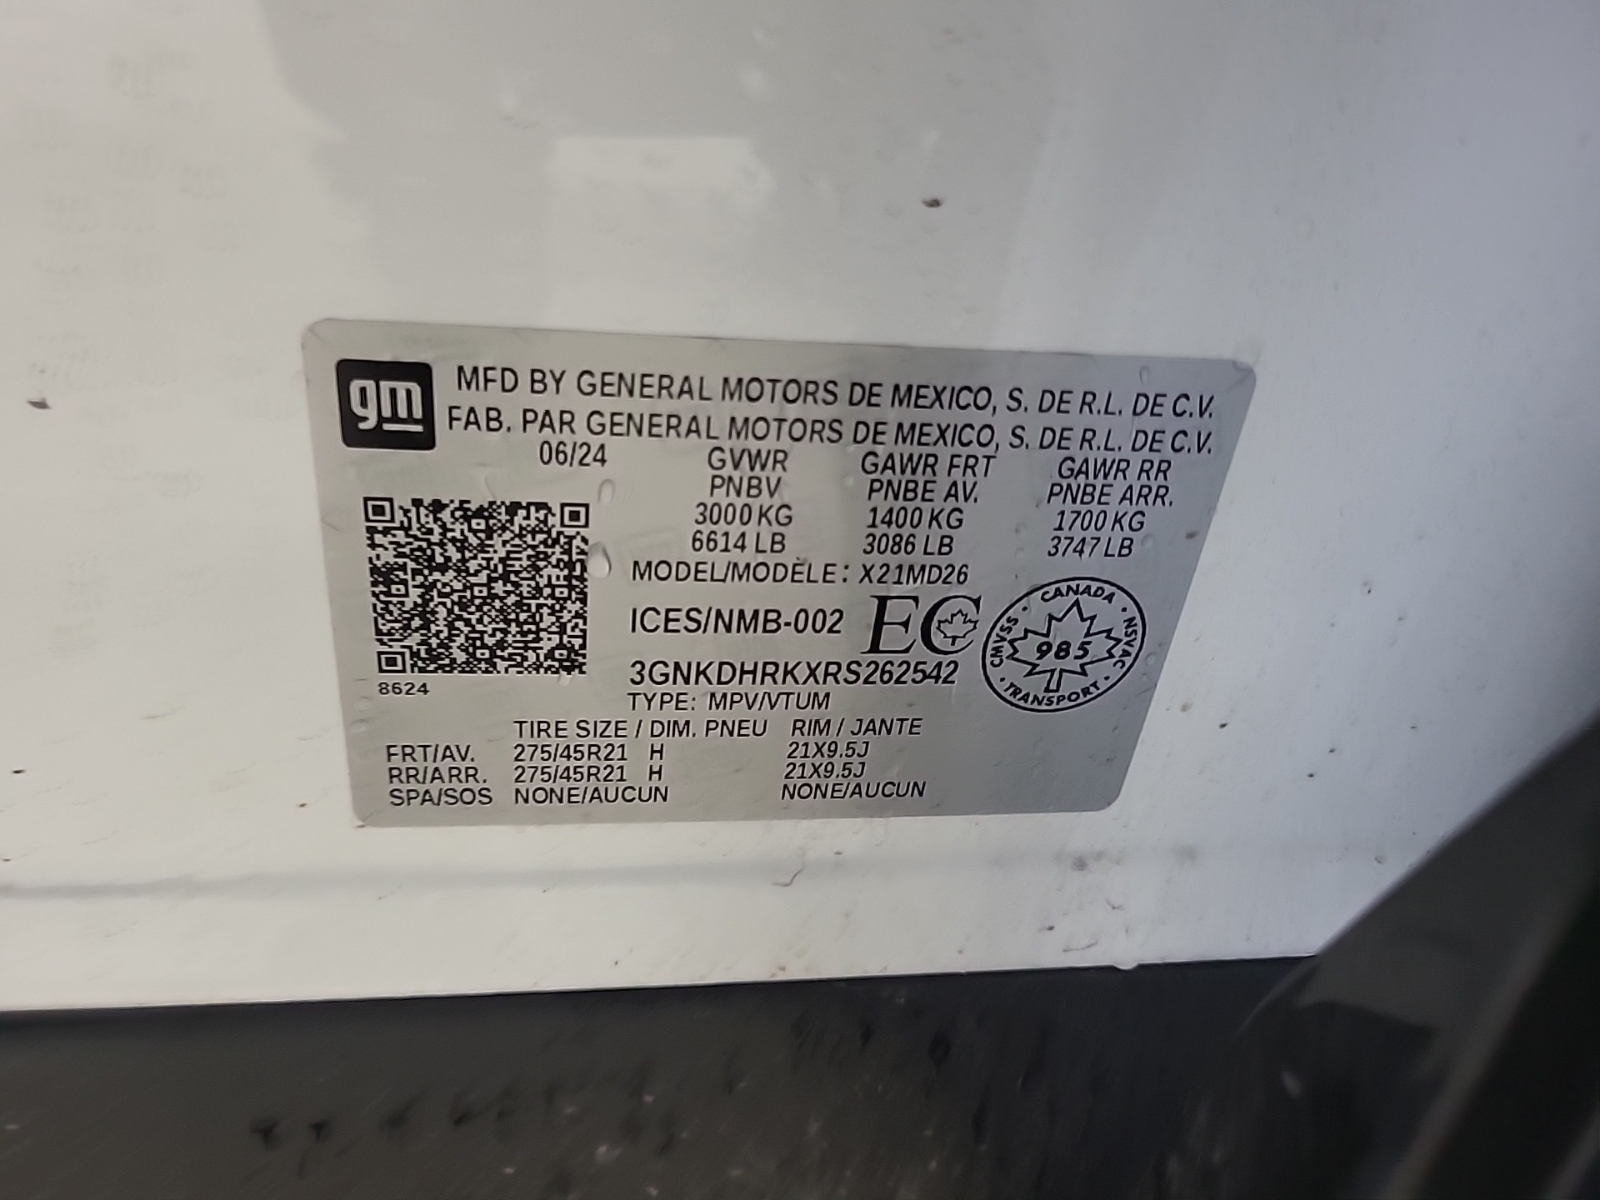 gm
MFD BY GENERAL MOTORS DE MEXICO, S. DE R.L. DE C.V.
FAB. PAR GENERAL MOTORS DE MEXICO, S. DE R.L. DE C.V.
06/24 GVWR GAWR FRT GAWR RR
PNBV PNBE AV. PNBE ARR.
3000 KG 1400 KG 1700 KG
6614 LB 3086 LB 3747 LB
MODEL/MODÈLE: X21MD26
ICES/NMB-002 EC
CANADA
CMVSS 985 NSVAC
TRANSPORT
3GNKDHRKXRS262542
8624
TYPE: MPV/VTUM
TIRE SIZE / DIM. PNEU RIM / JANTE
FRT/AV. 275/45R21 H 21X9.5J
RR/ARR. 275/45R21 H 21X9.5J
SPA/SOS NONE/AUCUN NONE/AUCUN